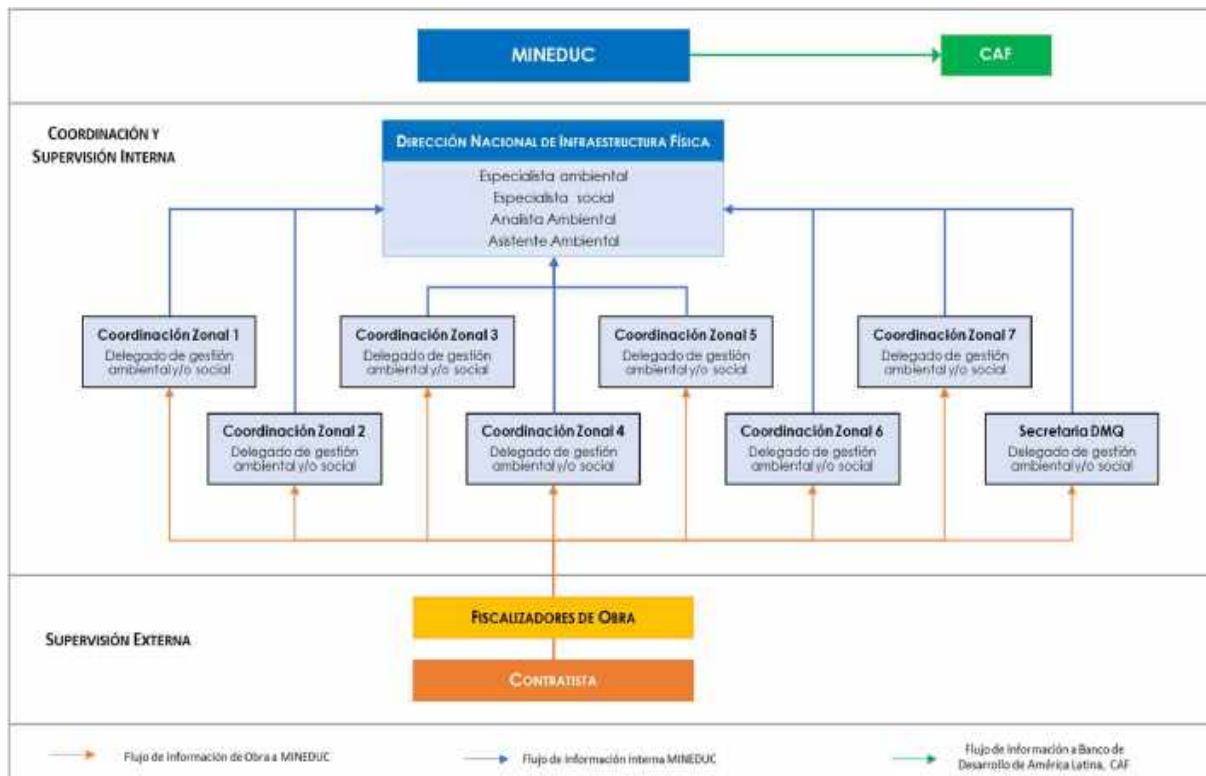 MINEDUC
CAF
COORDINACIÓN Y
SUPERVISIÓN INTERNA
DIRECCIÓN NACIONAL DE INFRAESTRUCTURA FÍSICA
Especialista ambiental
Especialista social
Analista Ambiental
Asistente Ambiental
Coordinación Zonal 1
Delegado de gestión
ambiental y/o social
Coordinación Zonal 3
Delegado de gestión
ambiental y/o social
Coordinación Zonal 5
Delegado de gestión
ambiental y/o social
Coordinación Zonal 7
Delegado de gestión
ambiental y/o social
Coordinación Zonal 2
Delegado de gestión
ambiental y/o social
Coordinación Zonal 4
Delegado de gestión
ambiental y/o social
Coordinación Zonal 6
Delegado de gestión
ambiental y/o social
Secretaria DMQ
Delegado de gestión
ambiental y/o social
FISCALIZADORES DE OBRA
SUPERVISIÓN EXTERNA
CONTRATISTA
Flujo de Información de Obra a MINEDUC
Flujo de Información interna MINEDUC
Flujo de Información a Banco de
Desarrollo de América Latina, CAF